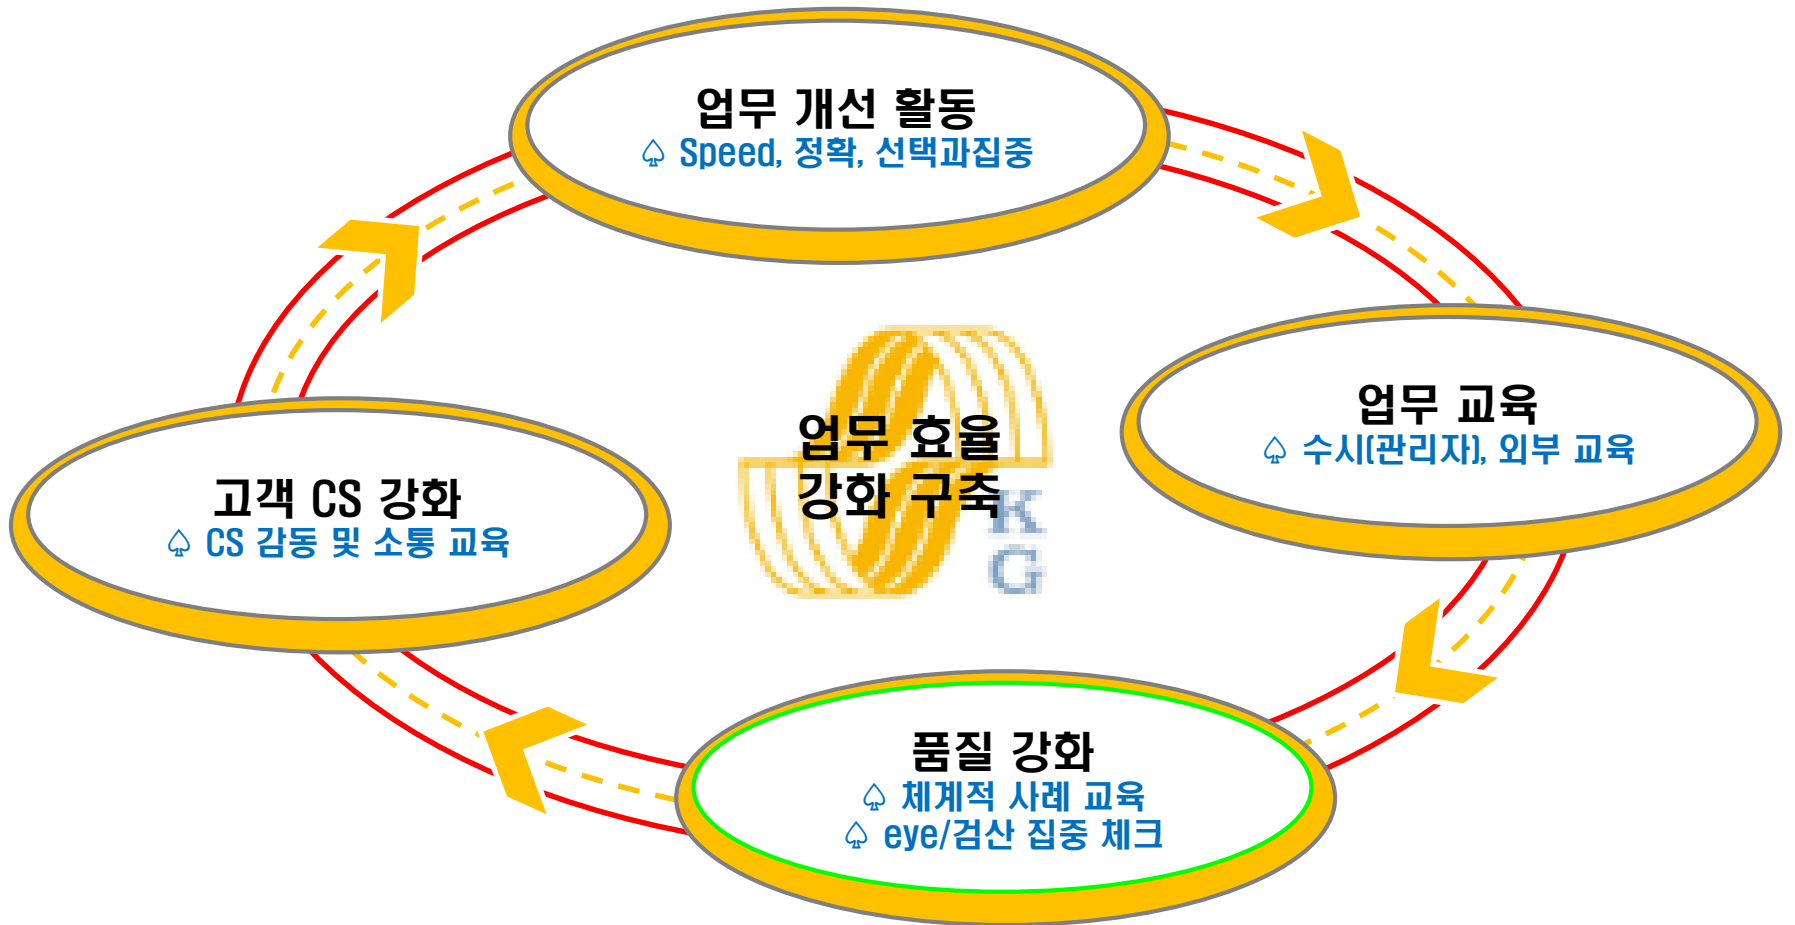 업무 개선 활동
♤ Speed, 정확, 선택과집중
업무 교육
♤ 수시(관리자), 외부 교육
업무 효율
강화 구축
K
G
고객 CS 강화
♤ CS 감동 및 소통 교육
품질 강화
♤ 체계적 사례 교육
♤ eye/검산 집중 체크